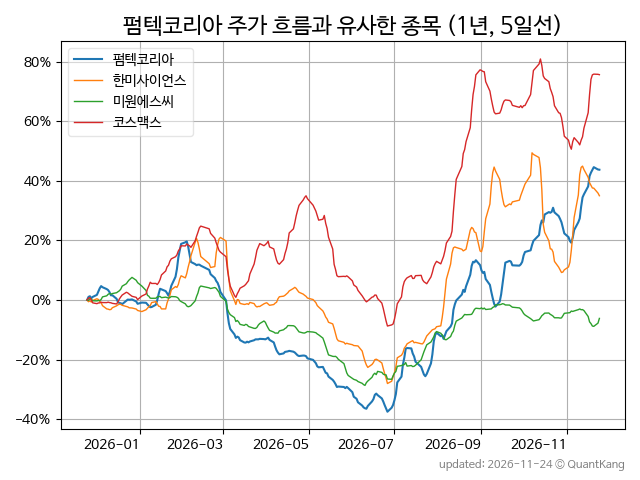 펌텍코리아 주가 흐름과 유사한 종목 (1년, 5일선)
펌텍코리아
한미사이언스
미원에스씨
코스맥스
80%
60%
40%
20%
0%
−20%
−40%
2026-01
2026-03
2026-05
2026-07
2026-09
2026-11
updated: 2026-11-24 © QuantKang